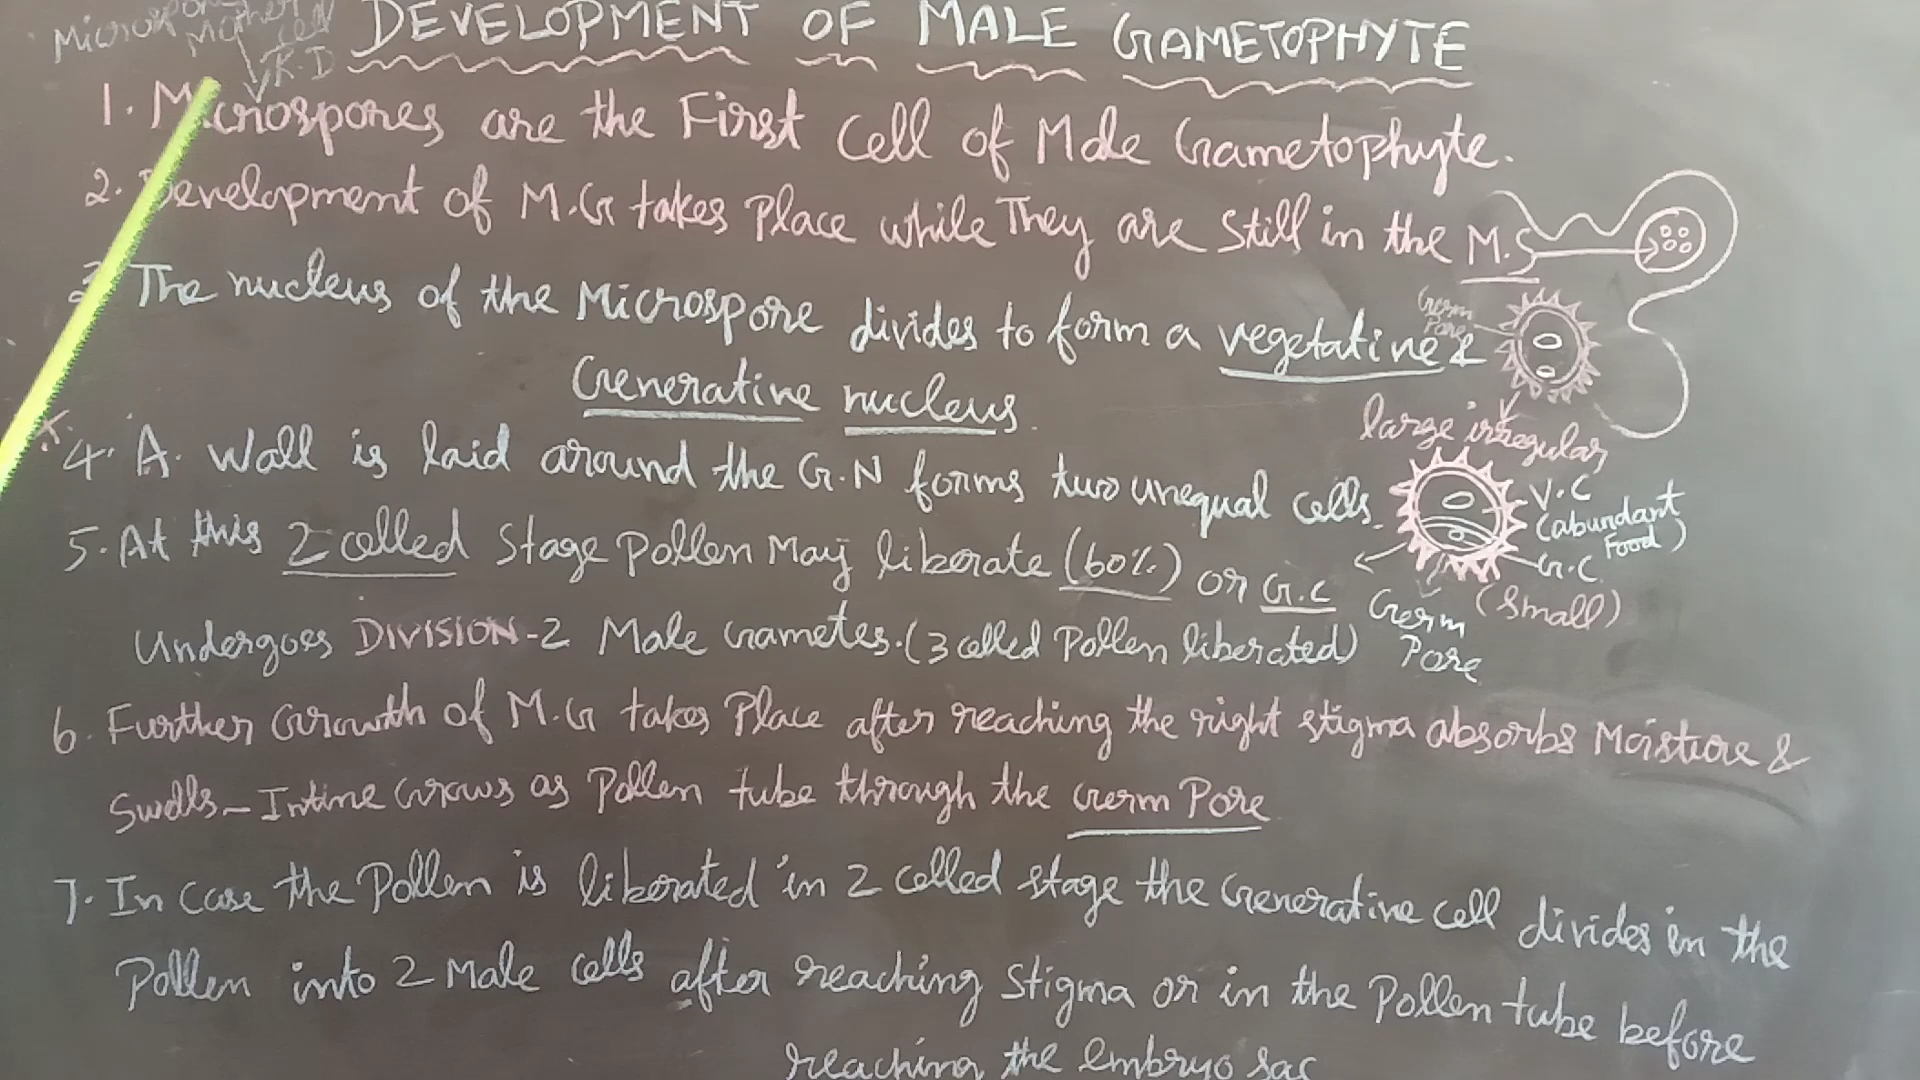 Microspore Mother Cell
R.D
DEVELOPMENT OF MALE GAMETOPHYTE
1. Microspores are the First Cell of Male Gametophyte.
2. Development of M.G takes Place while They are still in the M.S
3 The nucleus of the Microspore divides to form a vegetative &
Generative nucleus.
Germ
Pore
large irregular
4. A. Wall is laid around the G.N forms two unequal cells.
V.C
(abundant
Food)
G.C
(small)
Germ
Pore
5. At this 2 celled stage pollen May liberate (60%) or G.C
Undergoes DIVISION-2 Male Gametes. (3 celled Pollen liberated)
6. Further Growth of M.G takes Place after reaching the right stigma absorbs Moisture &
Swells - Intine Grows as Pollen tube through the Germ Pore
7. In Case the Pollen is liberated in 2 celled stage the Generative cell divides in the
Pollen into 2 Male cells after reaching stigma or in the Pollen tube before
reaching the embryo sac